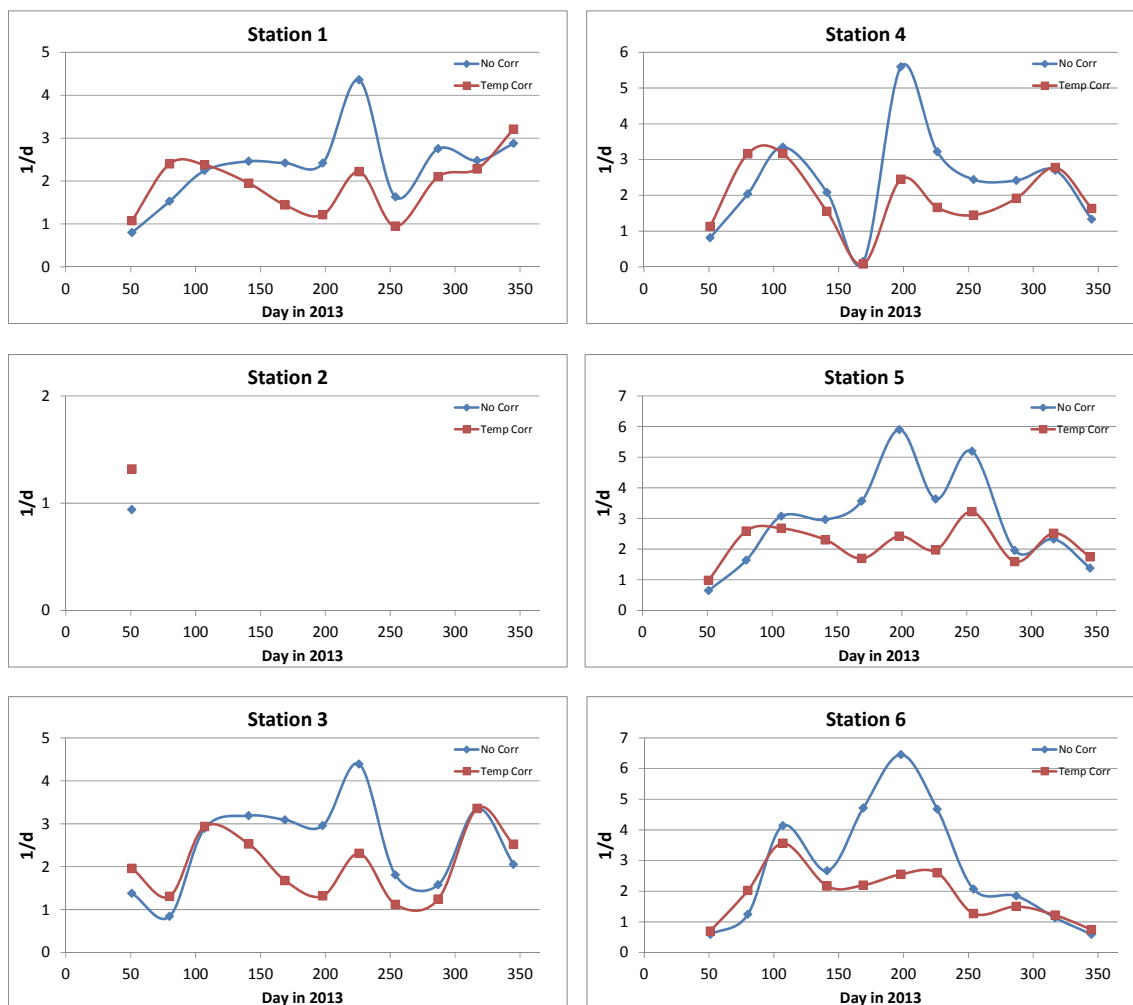 Station 1
5
4
3
2
1
0
1/d
No Corr
Temp Corr
0 50 100 150 200 250 300 350
Day in 2013
Station 4
6
5
4
3
2
1
0
1/d
No Corr
Temp Corr
0 50 100 150 200 250 300 350
Day in 2013
Station 2
2
1
0
1/d
No Corr
Temp Corr
0 50 100 150 200 250 300 350
Day in 2013
Station 5
7
6
5
4
3
2
1
0
1/d
No Corr
Temp Corr
0 50 100 150 200 250 300 350
Day in 2013
Station 3
5
4
3
2
1
0
1/d
No Corr
Temp Corr
0 50 100 150 200 250 300 350
Day in 2013
Station 6
7
6
5
4
3
2
1
0
1/d
No Corr
Temp Corr
0 50 100 150 200 250 300 350
Day in 2013